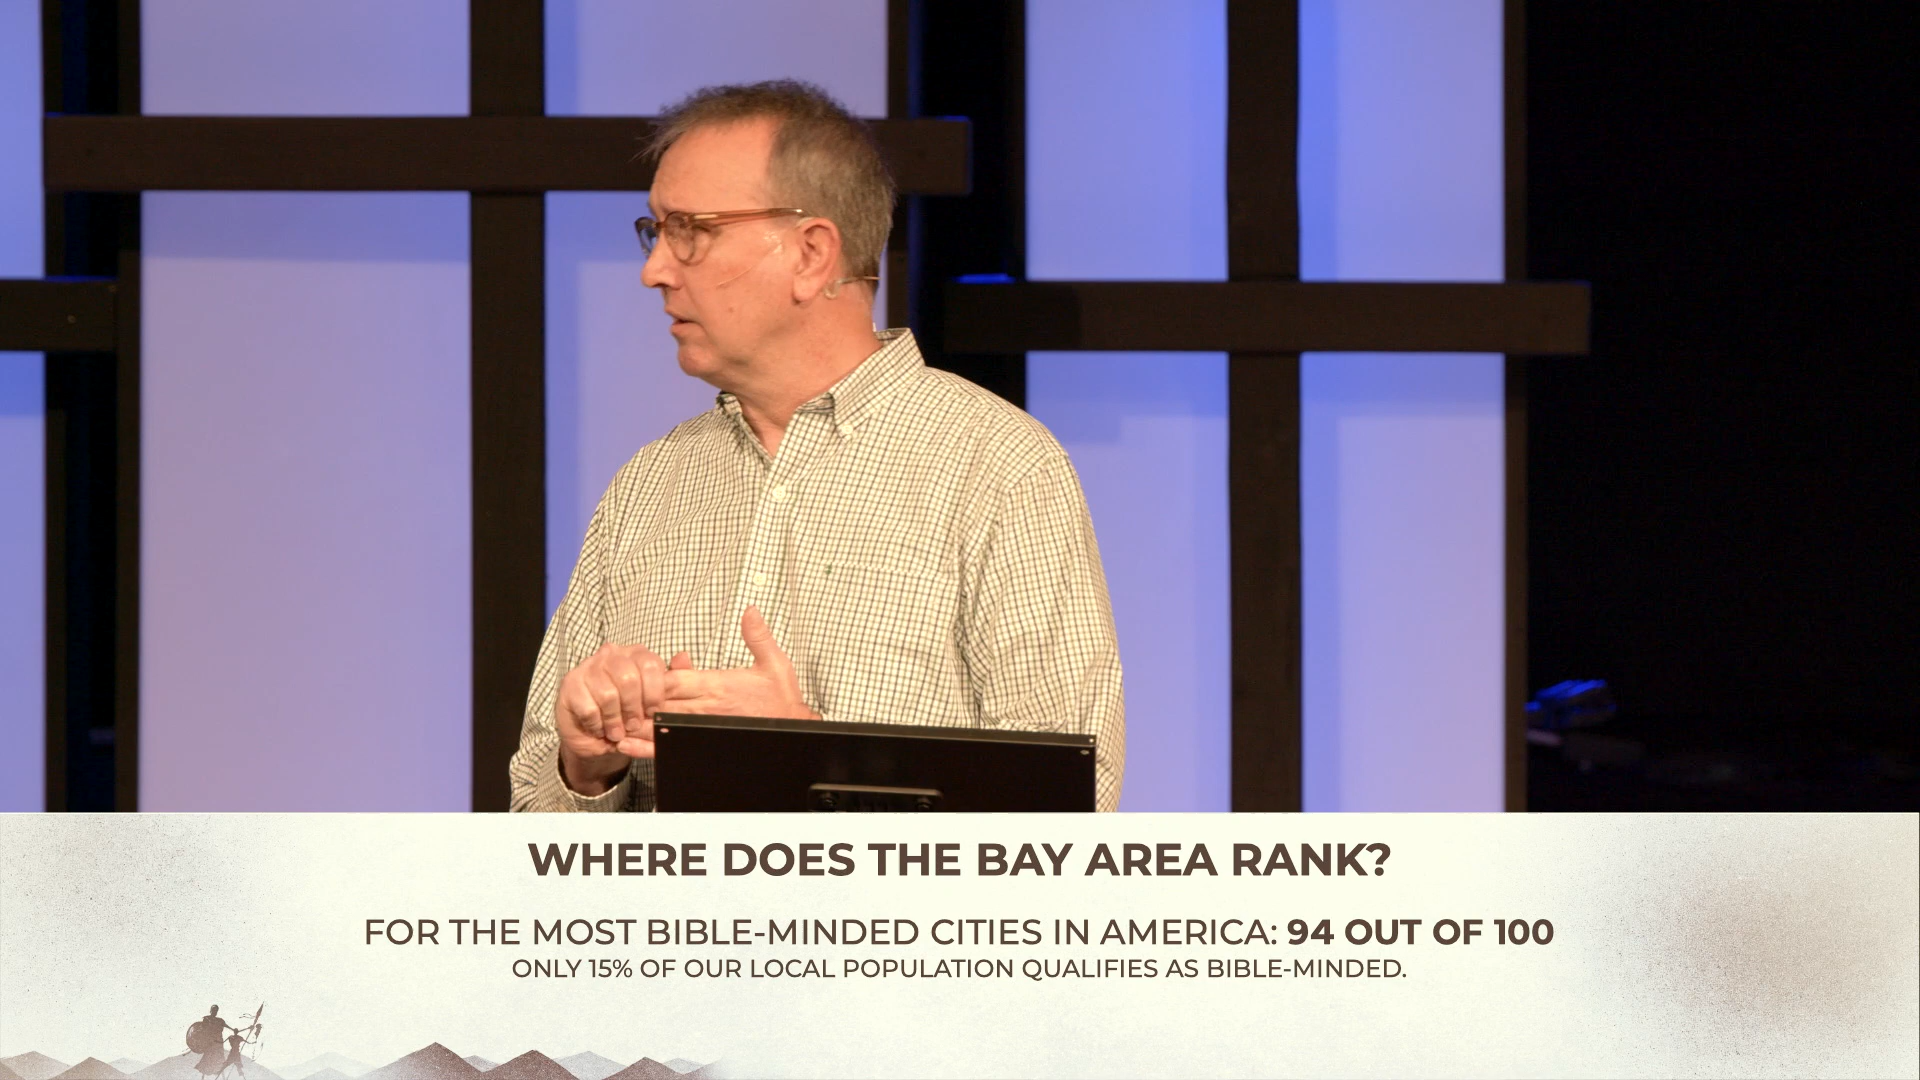 WHERE DOES THE BAY AREA RANK?
FOR THE MOST BIBLE-MINDED CITIES IN AMERICA: 94 OUT OF 100
ONLY 15% OF OUR LOCAL POPULATION QUALIFIES AS BIBLE-MINDED.